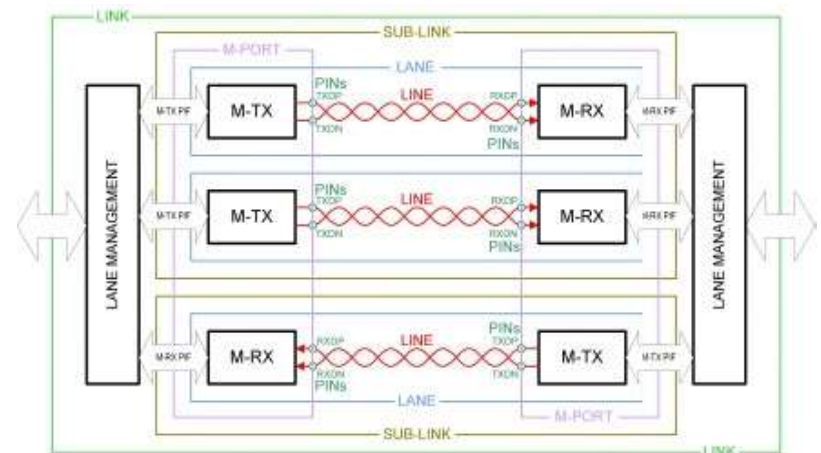 LINK
SUB-LINK
M-PORT
LANE
PINs
TXDP
LINE
RXDP
M-TX PIF
M-TX
M-RX
M-RX PIF
TXDN
RXDN
PINs
LANE MANAGEMENT
LANE MANAGEMENT
PINs
TXDP
LINE
RXDP
M-TX PIF
M-TX
M-RX
M-RX PIF
TXDN
RXDN
PINs
RXDP
LINE
PINs
TXDP
M-RX PIF
M-RX
M-TX
M-TX PIF
RXDN
TXDN
PINs
LANE
M-PORT
SUB-LINK
LINK